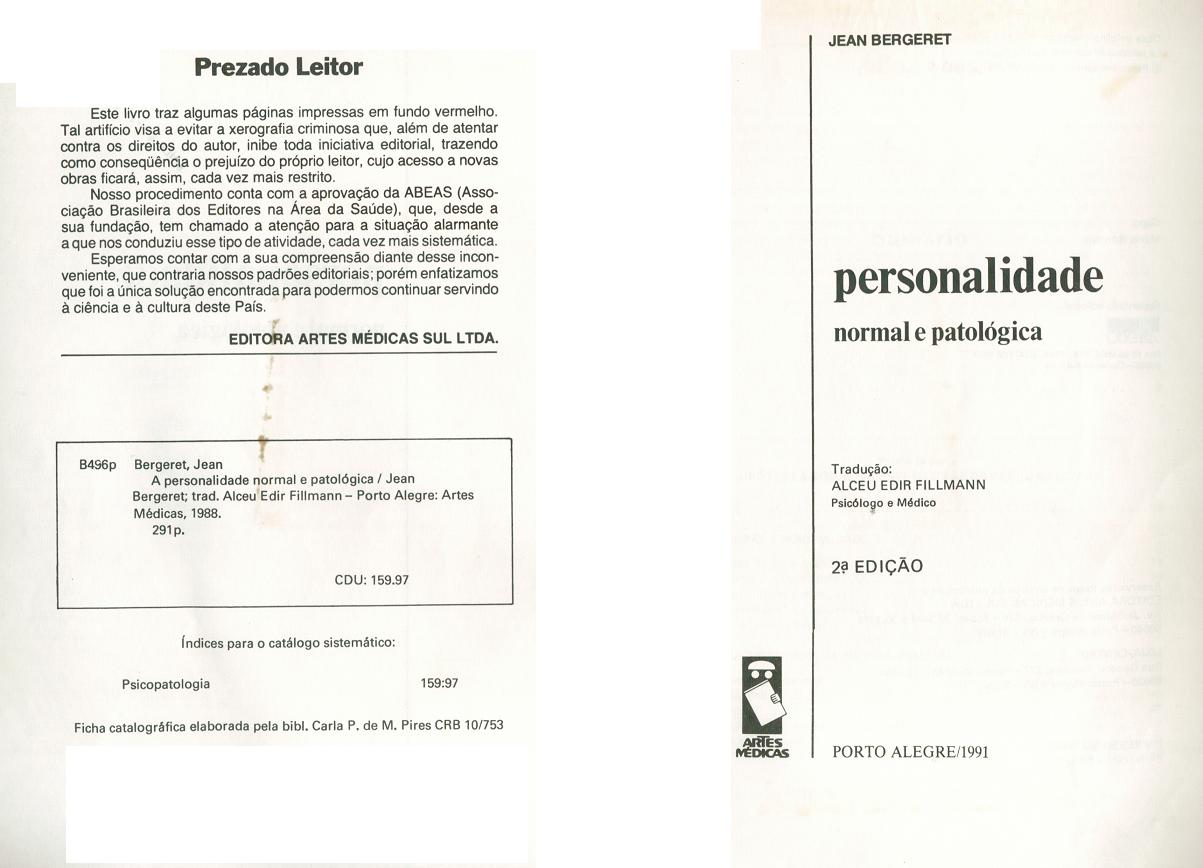 Prezado Leitor
Este livro traz algumas páginas impressas em fundo vermelho.
Tal artifício visa a evitar a xerografia criminosa que, além de atentar
contra os direitos do autor, inibe toda iniciativa editorial, trazendo
como conseqüência o prejuízo do próprio leitor, cujo acesso a novas
obras ficará, assim, cada vez mais restrito.
Nosso procedimento conta com a aprovação da ABEAS (Asso-
ciação Brasileira dos Editores na Área da Saúde), que, desde a
sua fundação, tem chamado a atenção para a situação alarmante
a que nos conduziu esse tipo de atividade, cada vez mais sistemática.
Esperamos contar com a sua compreensão diante desse incon-
veniente, que contraria nossos padrões editoriais; porém enfatizamos
que foi a única solução encontrada para podermos continuar servindo
à ciência e à cultura deste País.
EDITORA ARTES MÉDICAS SUL LTDA.
B496p Bergeret, Jean
A personalidade normal e patológica / Jean
Bergeret; trad. Alceu Edir Fillmann – Porto Alegre: Artes
Médicas, 1988.
291p.
CDU: 159.97
Índices para o catálogo sistemático:
Psicopatologia 159:97
Ficha catalográfica elaborada pela bibl. Carla P. de M. Pires CRB 10/753
JEAN BERGERET
personalidade
normal e patológica
Tradução:
ALCEU EDIR FILLMANN
Psicólogo e Médico
2ª EDIÇÃO
ARTES
MÉDICAS
PORTO ALEGRE/1991